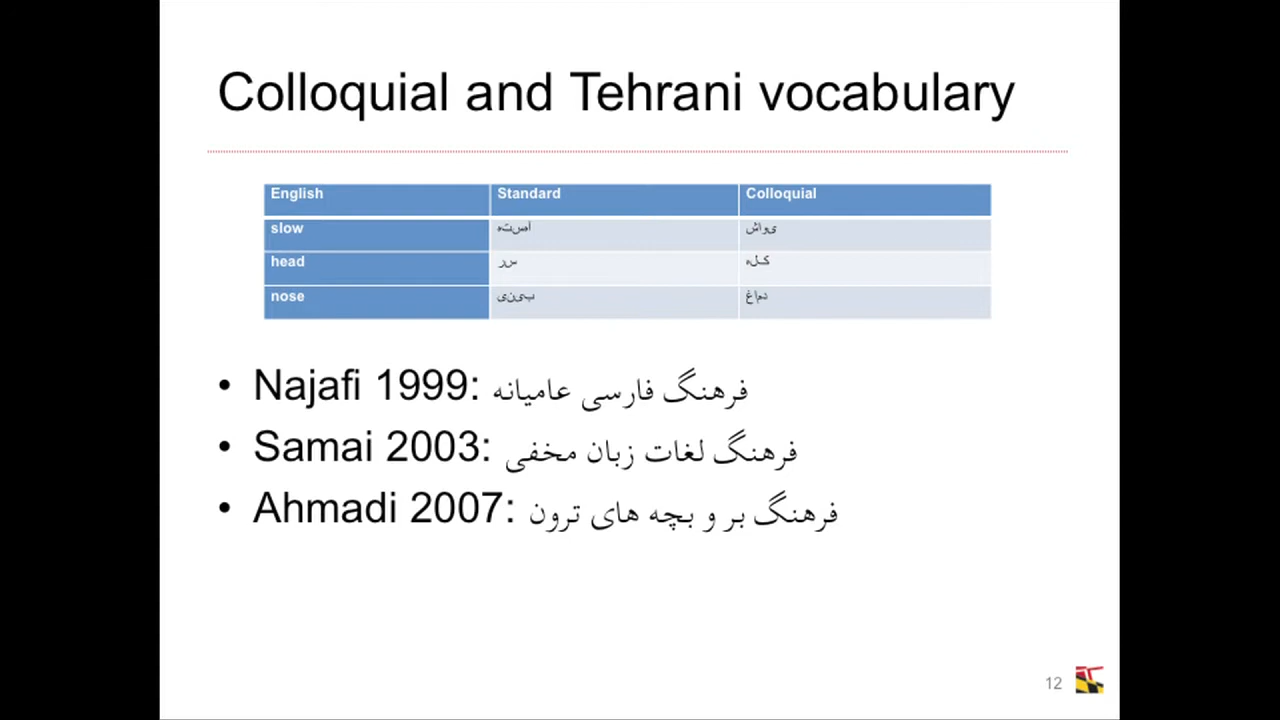 Colloquial and Tehrani vocabulary
English Standard Colloquial
slow آهسته یواش
head سر کله
nose بینی دماغ
• Najafi 1999: فرهنگ فارسی عامیانه
• Samai 2003: فرهنگ لغات زبان مخفی
• Ahmadi 2007: فرهنگ بر و بچه های ترون
12